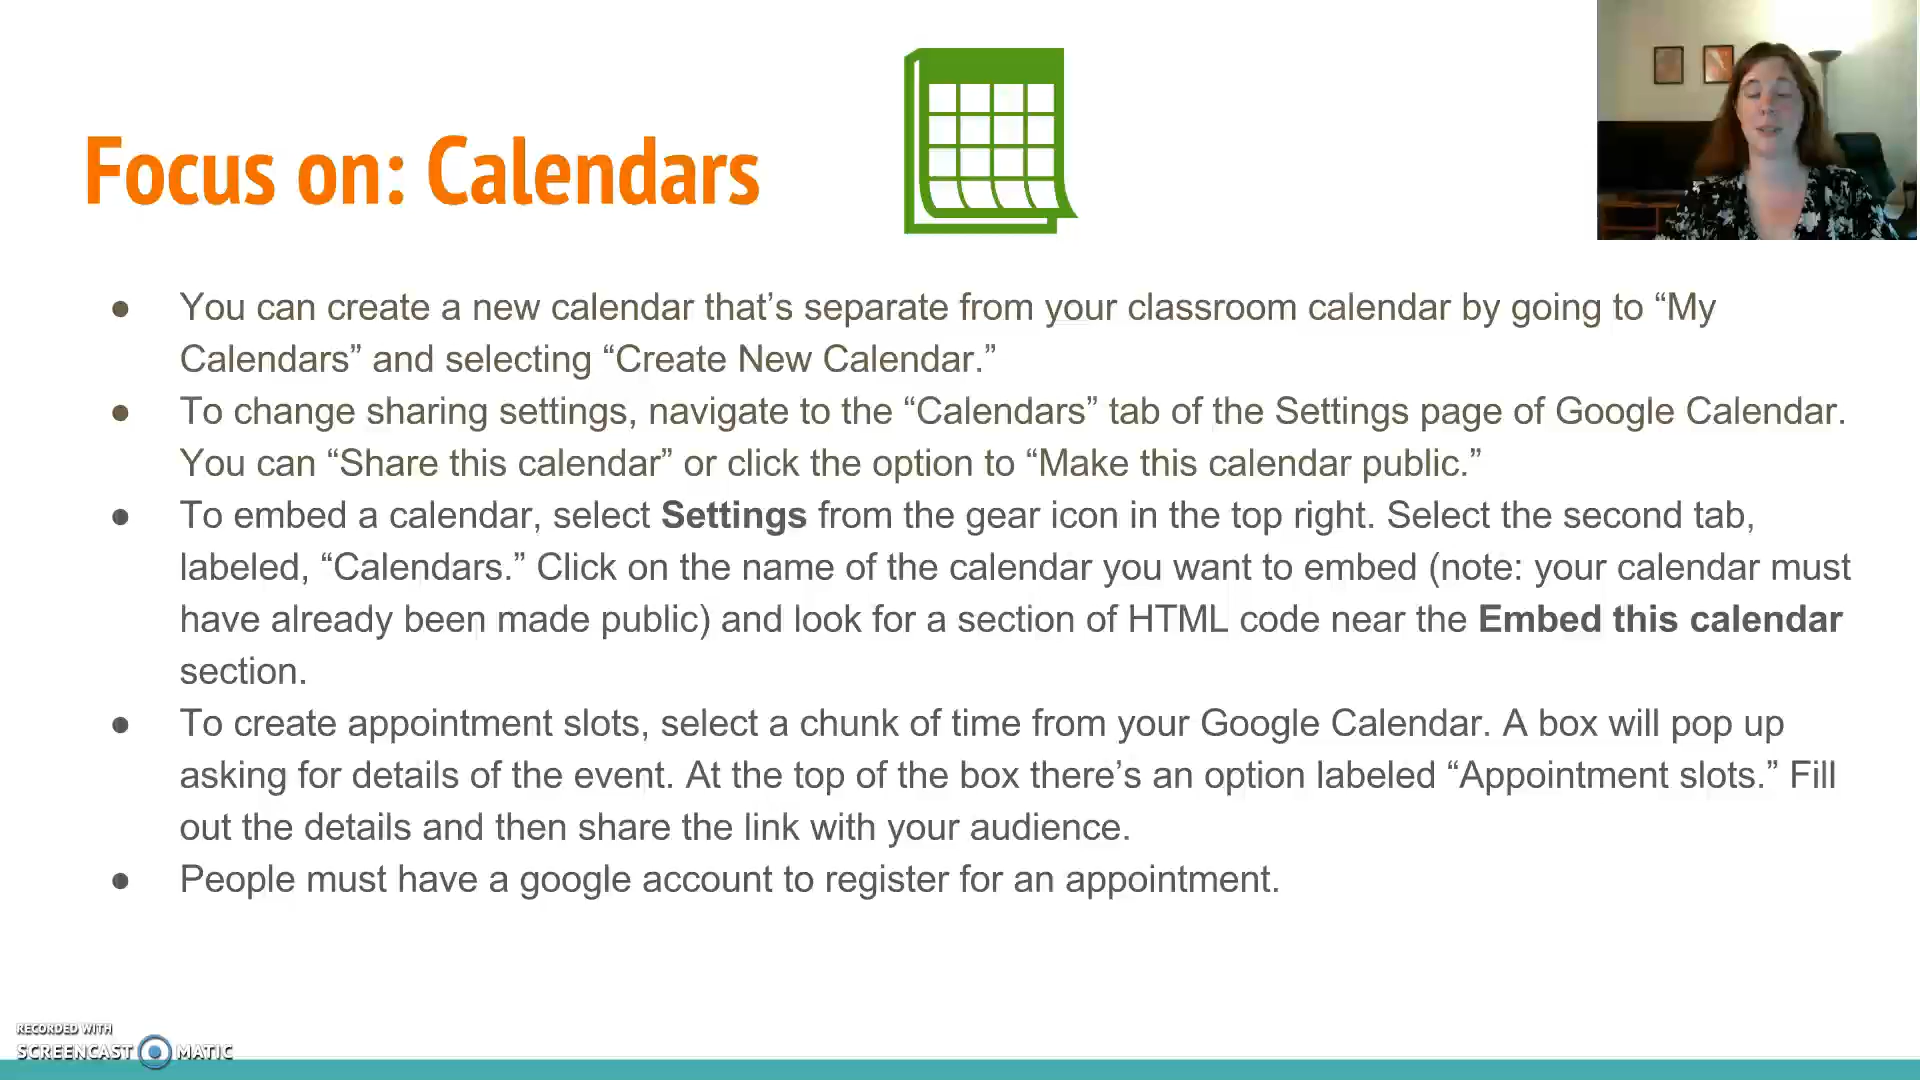 Focus on: Calendars
● You can create a new calendar that’s separate from your classroom calendar by going to “My
Calendars” and selecting “Create New Calendar.”
● To change sharing settings, navigate to the “Calendars” tab of the Settings page of Google Calendar.
You can “Share this calendar” or click the option to “Make this calendar public.”
● To embed a calendar, select Settings from the gear icon in the top right. Select the second tab,
labeled, “Calendars.” Click on the name of the calendar you want to embed (note: your calendar must
have already been made public) and look for a section of HTML code near the Embed this calendar
section.
● To create appointment slots, select a chunk of time from your Google Calendar. A box will pop up
asking for details of the event. At the top of the box there’s an option labeled “Appointment slots.” Fill
out the details and then share the link with your audience.
● People must have a google account to register for an appointment.
RECORDED WITH
SCREENCAST MATIC